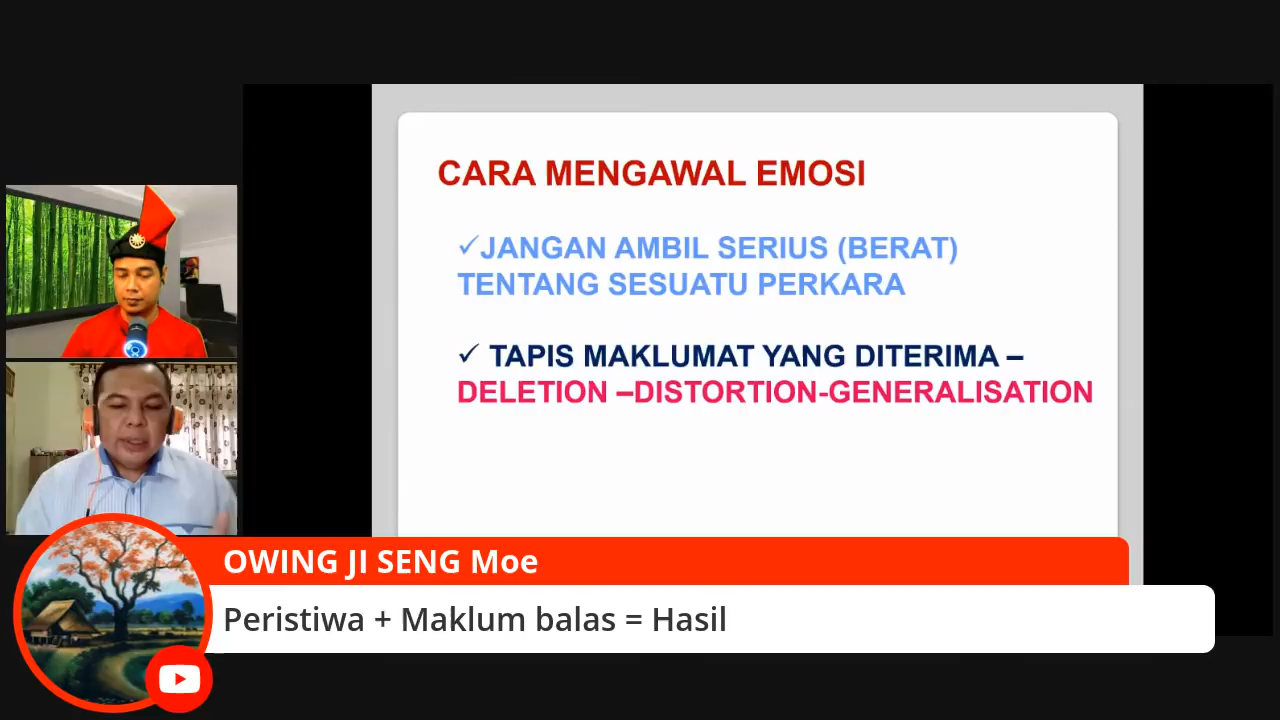 CARA MENGAWAL EMOSI
✓JANGAN AMBIL SERIUS (BERAT)
TENTANG SESUATU PERKARA
✓ TAPIS MAKLUMAT YANG DITERIMA –
DELETION –DISTORTION-GENERALISATION
OWING JI SENG Moe
Peristiwa + Maklum balas = Hasil